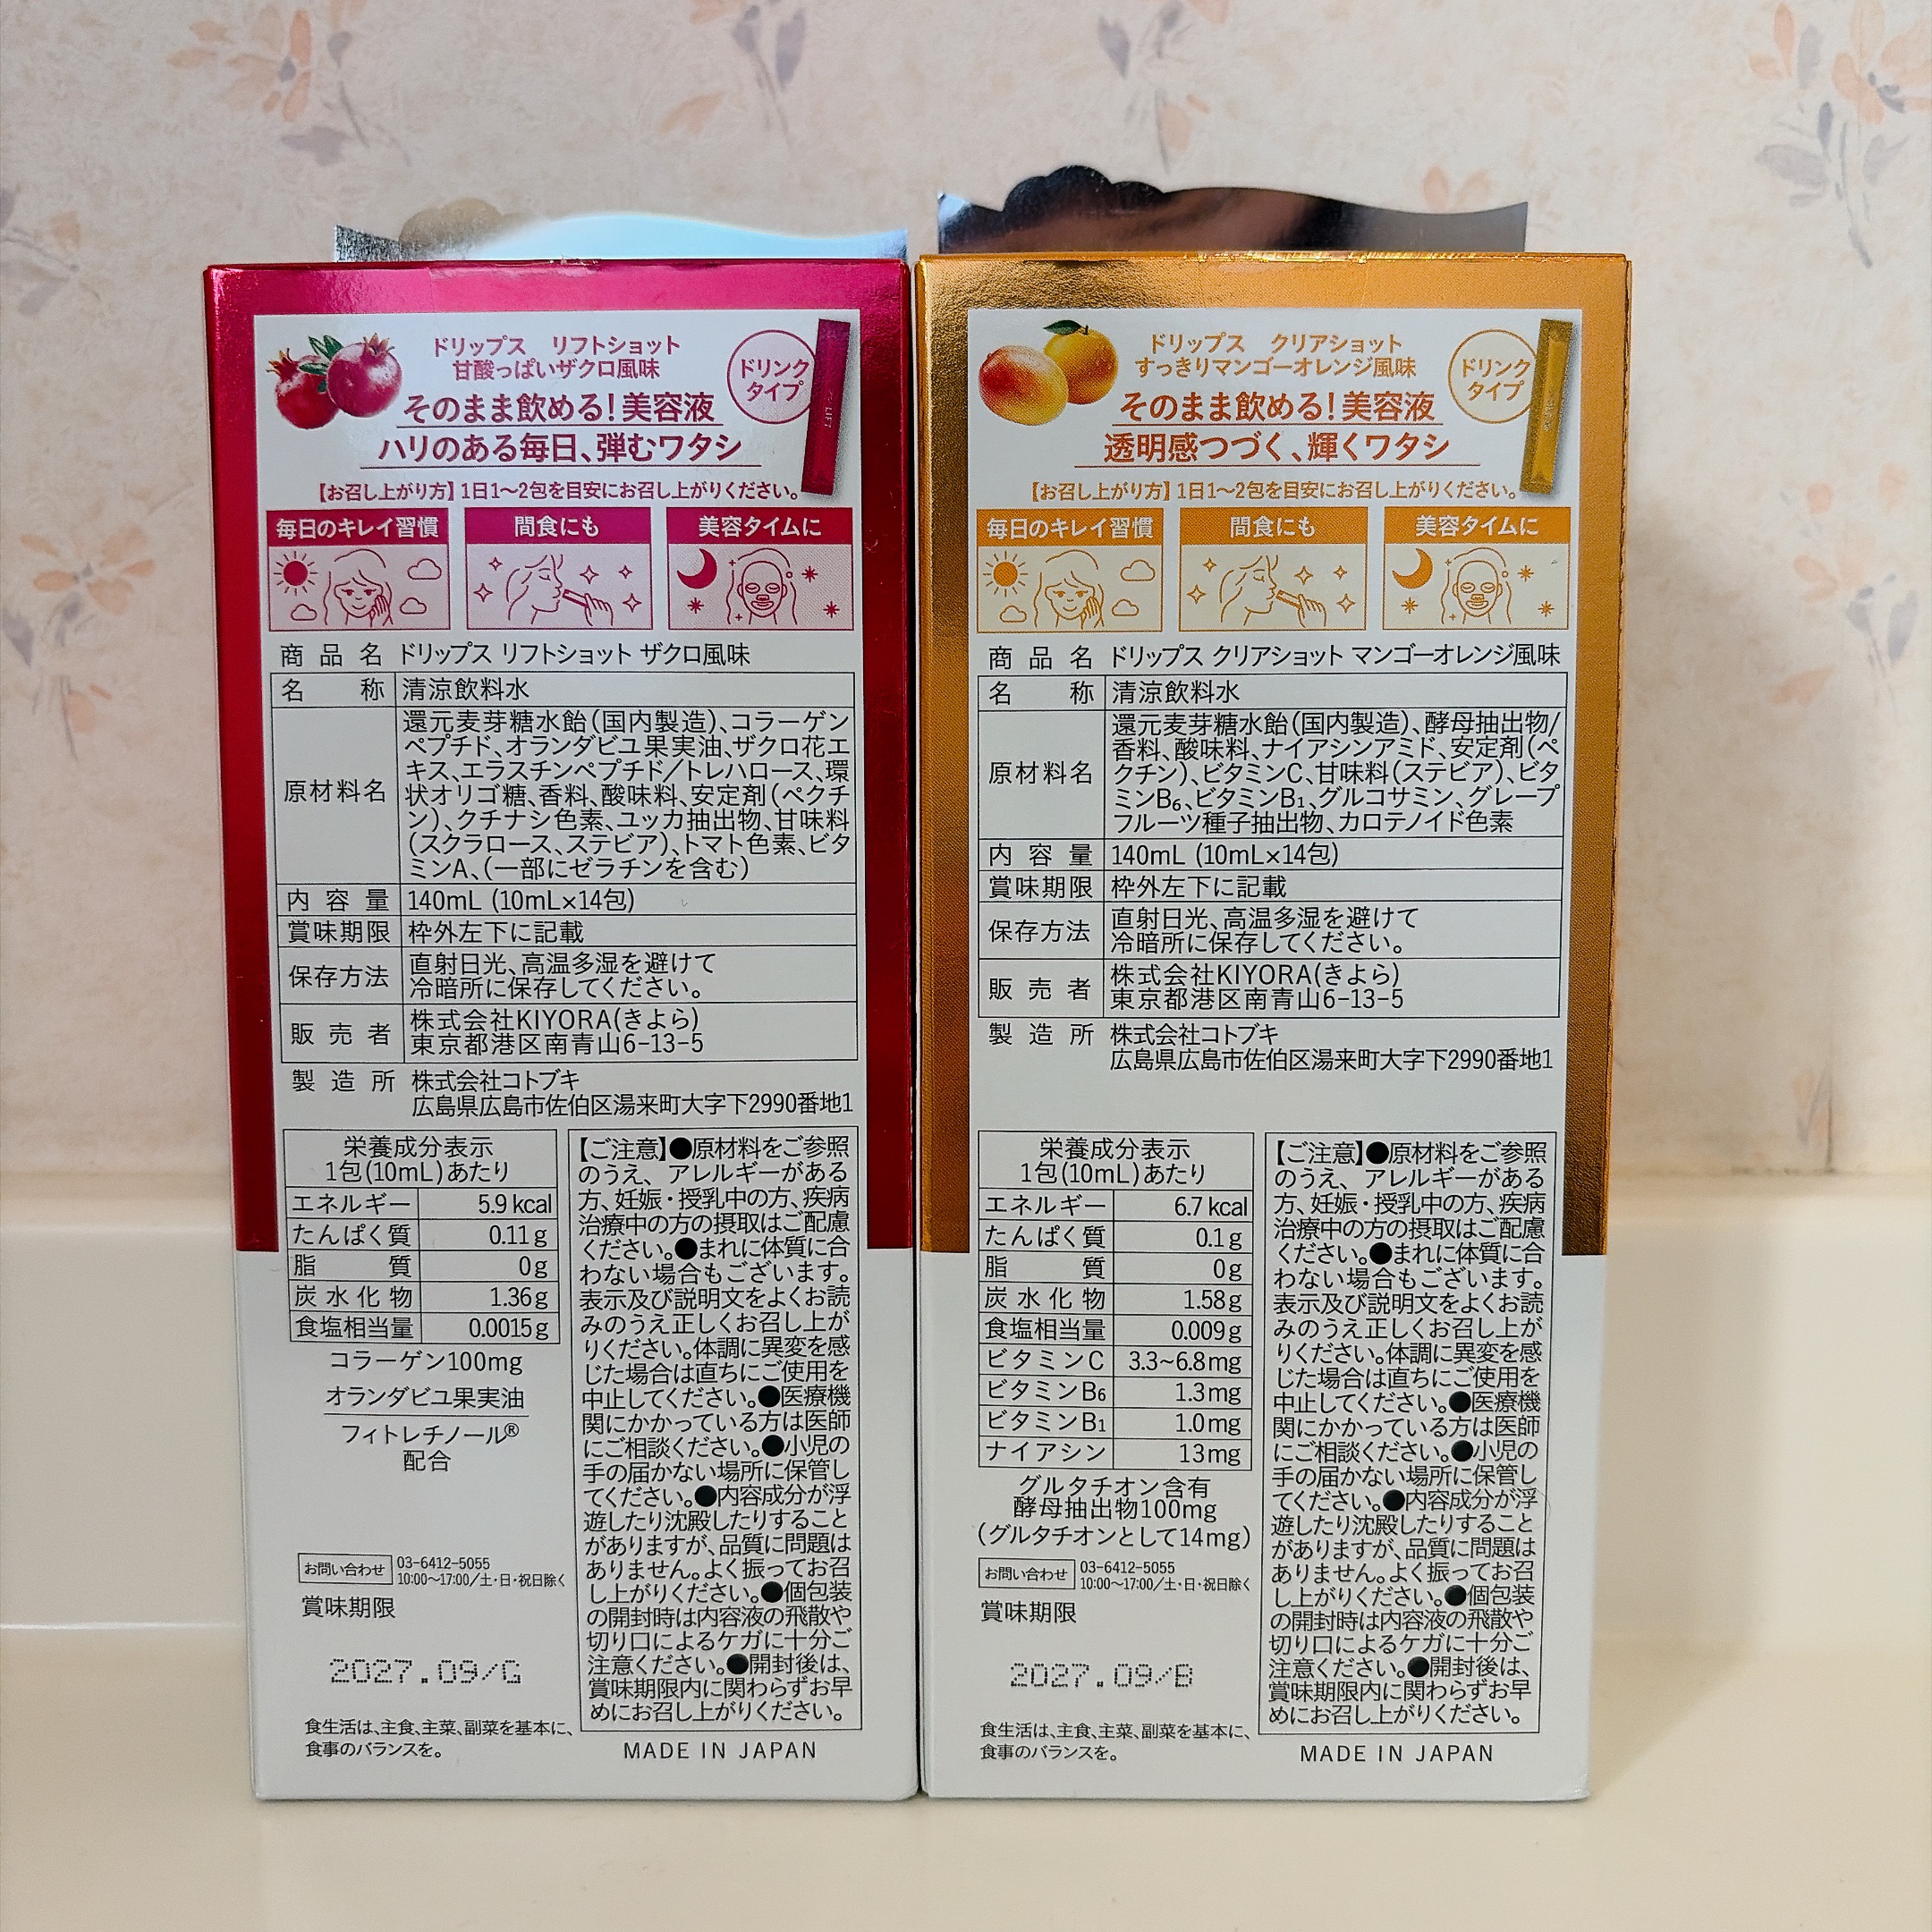 ドリップス　リフトショット
甘酸っぱいザクロ風味
そのまま飲める！美容液
ハリのある毎日、弾むワタシ
ドリンク
タイプ
【お召し上がり方】1日1〜2包を目安にお召し上がりください。
毎日のキレイ習慣
間食にも
美容タイムに
商品名 ドリップス リフトショット ザクロ風味
名称 清涼飲料水
原材料名
還元麦芽糖水飴(国内製造)、コラーゲン
ペプチド、オランダビユ果実油、ザクロ花エ
キス、エラスチンペプチド／トレハロース、環
状オリゴ糖、香料、酸味料、安定剤(ペクチ
ン)、クチナシ色素、ユッカ抽出物、甘味料
(スクラロース、ステビア)、トマト色素、ビタ
ミンA、(一部にゼラチンを含む)
内容量 140mL (10mL×14包)
賞味期限 枠外左下に記載
保存方法
直射日光、高温多湿を避けて
冷暗所に保存してください。
販売者
株式会社KIYORA(きよら)
東京都港区南青山6-13-5
製造所 株式会社コトブキ
広島県広島市佐伯区湯来町大字下2990番地1
栄養成分表示
1包(10mL)あたり
エネルギー 5.9kcal
たんぱく質 0.11g
脂質 0g
炭水化物 1.36g
食塩相当量 0.0015g
コラーゲン100mg
オランダビユ果実油
フィトレチノール®
配合
お問い合わせ
03-6412-5055
10:00〜17:00／土・日・祝日除く
賞味期限
2027.09/G
食生活は、主食、主菜、副菜を基本に、
食事のバランスを。
【ご注意】●原材料をご参照
のうえ、アレルギーがある
方、妊娠・授乳中の方、疾病
治療中の方の摂取はご配慮
ください。●まれに体質に合
わない場合もございます。
表示及び説明文をよくお読
みのうえ正しくお召し上が
りください。体調に異変を感
じた場合は直ちにご使用を
中止してください。●医療機
関にかかっている方は医師
にご相談ください。●小児の
手の届かない場所に保管し
てください。●内容成分が浮
遊したり沈殿したりすること
がありますが、品質に問題は
ありません。よく振ってお召
し上がりください。●個包装
の開封時は内容液の飛散や
切り口によるケガに十分ご
注意ください。●開封後は、
賞味期限内に関わらずお早
めにお召し上がりください。
MADE IN JAPAN
ドリップス　クリアショット
すっきりマンゴーオレンジ風味
そのまま飲める！美容液
透明感つづく、輝くワタシ
ドリンク
タイプ
【お召し上がり方】1日1〜2包を目安にお召し上がりください。
毎日のキレイ習慣
間食にも
美容タイムに
商品名 ドリップス クリアショット マンゴーオレンジ風味
名称 清涼飲料水
原材料名
還元麦芽糖水飴(国内製造)、酵母抽出物/
香料、酸味料、ナイアシンアミド、安定剤(ペ
クチン)、ビタミンC、甘味料(ステビア)、ビタ
ミンB₆、ビタミンB₁、グルコサミン、グレープ
フルーツ種子抽出物、カロテノイド色素
内容量 140mL (10mL×14包)
賞味期限 枠外左下に記載
保存方法
直射日光、高温多湿を避けて
冷暗所に保存してください。
販売者
株式会社KIYORA(きよら)
東京都港区南青山6-13-5
製造所 株式会社コトブキ
広島県広島市佐伯区湯来町大字下2990番地1
栄養成分表示
1包(10mL)あたり
エネルギー 6.7kcal
たんぱく質 0.1g
脂質 0g
炭水化物 1.58g
食塩相当量 0.009g
ビタミンC 3.3~6.8mg
ビタミンB₆ 1.3mg
ビタミンB₁ 1.0mg
ナイアシン 13mg
グルタチオン含有
酵母抽出物100mg
(グルタチオンとして14mg)
お問い合わせ
03-6412-5055
10:00〜17:00／土・日・祝日除く
賞味期限
2027.09/B
食生活は、主食、主菜、副菜を基本に、
食事のバランスを。
【ご注意】●原材料をご参照
のうえ、アレルギーがある
方、妊娠・授乳中の方、疾病
治療中の方の摂取はご配慮
ください。●まれに体質に合
わない場合もございます。
表示及び説明文をよくお読
みのうえ正しくお召し上が
りください。体調に異変を感
じた場合は直ちにご使用を
中止してください。●医療機
関にかかっている方は医師
にご相談ください。●小児の
手の届かない場所に保管し
てください。●内容成分が浮
遊したり沈殿したりすること
がありますが、品質に問題は
ありません。よく振ってお召
し上がりください。●個包装
の開封時は内容液の飛散や
切り口によるケガに十分ご
注意ください。●開封後は、
賞味期限内に関わらずお早
めにお召し上がりください。
MADE IN JAPAN